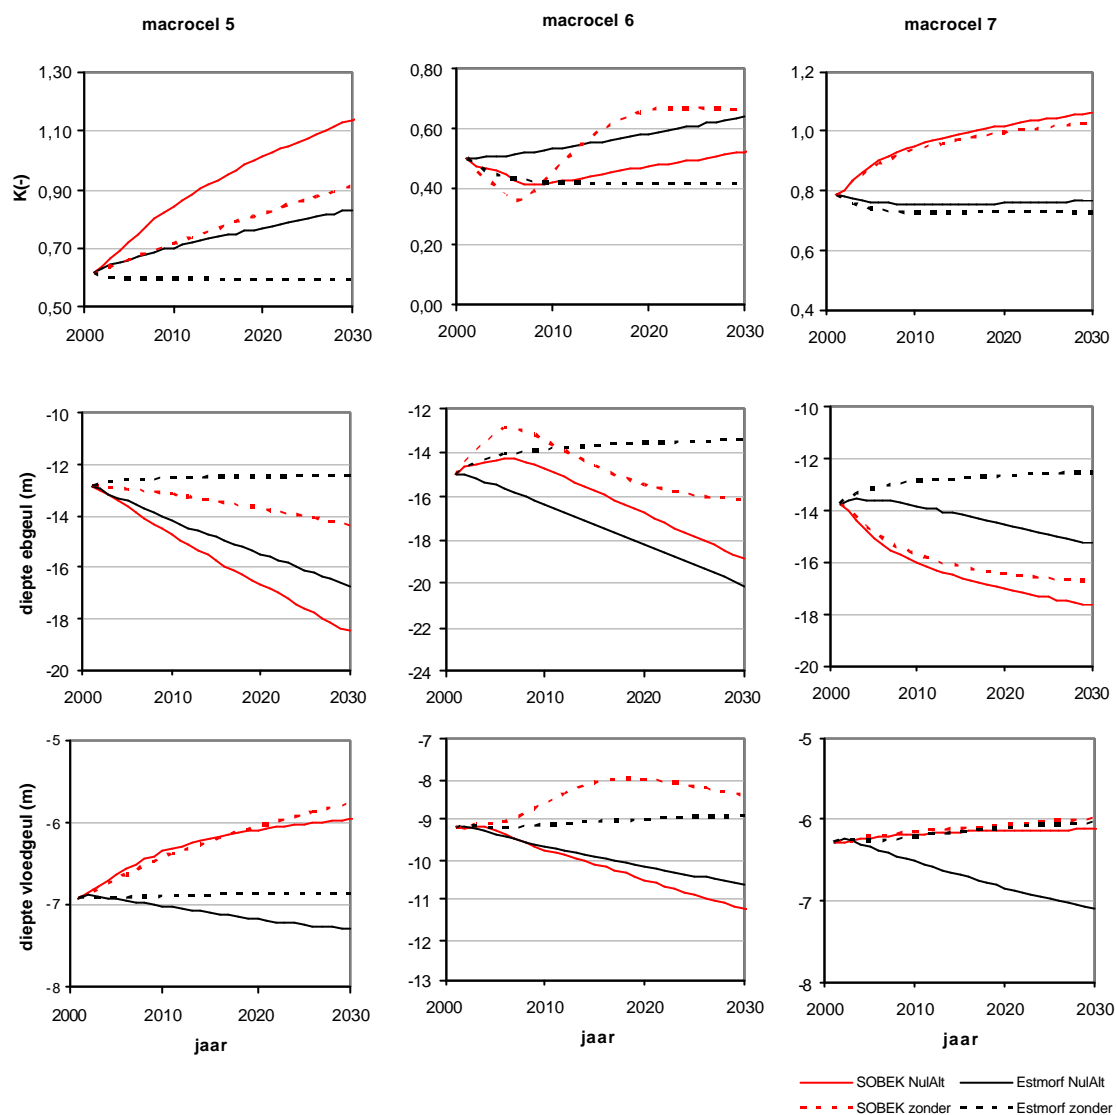 macrocel 5
macrocel 6
macrocel 7
K(-)
1,30
1,10
0,90
0,70
0,50
2000 2010 2020 2030
0,80
0,60
0,40
0,20
0,00
2000 2010 2020 2030
1,2
1,0
0,8
0,6
0,4
2000 2010 2020 2030
diepte ebgeul (m)
-10
-12
-14
-16
-18
-20
2000 2010 2020 2030
-12
-14
-16
-18
-20
-22
-24
2000 2010 2020 2030
-10
-12
-14
-16
-18
-20
2000 2010 2020 2030
diepte vloedgeul (m)
-5
-6
-7
-8
2000 2010 2020 2030
jaar
-7
-8
-9
-10
-11
-12
-13
2000 2010 2020 2030
jaar
-5
-6
-7
-8
2000 2010 2020 2030
jaar
SOBEK NulAlt Estmorf NulAlt
SOBEK zonder Estmorf zonder